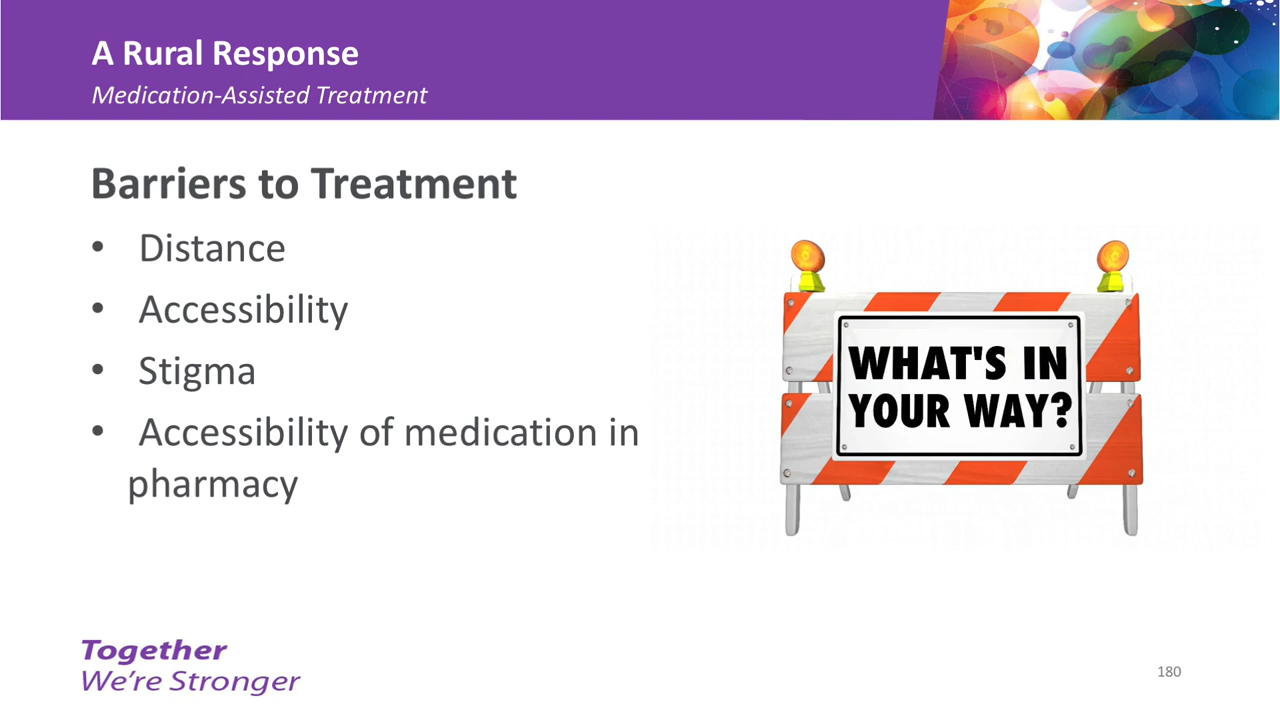 A Rural Response
Medication-Assisted Treatment
Barriers to Treatment
• Distance
• Accessibility
• Stigma
• Accessibility of medication in
pharmacy
WHAT'S IN
YOUR WAY?
Together
We're Stronger
180